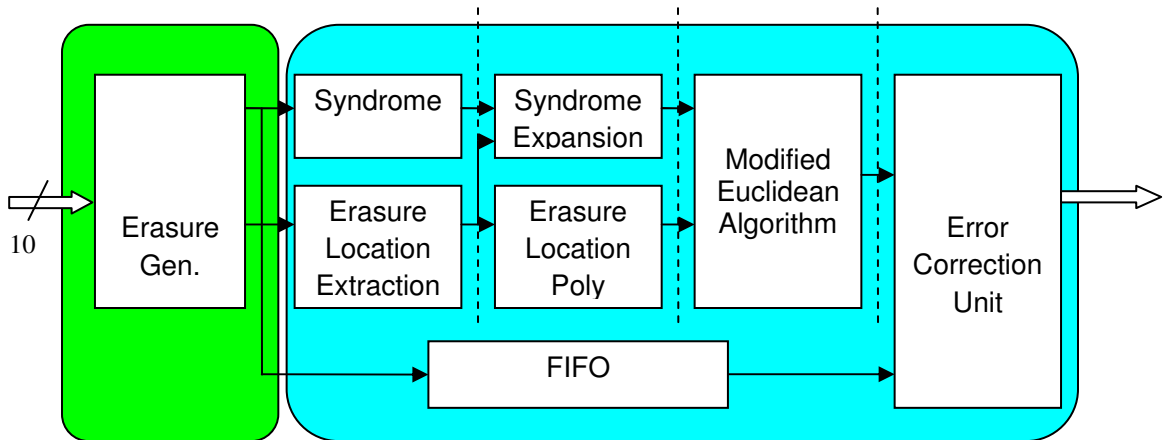 10
Erasure
Gen.
Syndrome
Erasure
Location
Extraction
Syndrome
Expansion
Erasure
Location
Poly
Modified
Euclidean
Algorithm
FIFO
Error
Correction
Unit